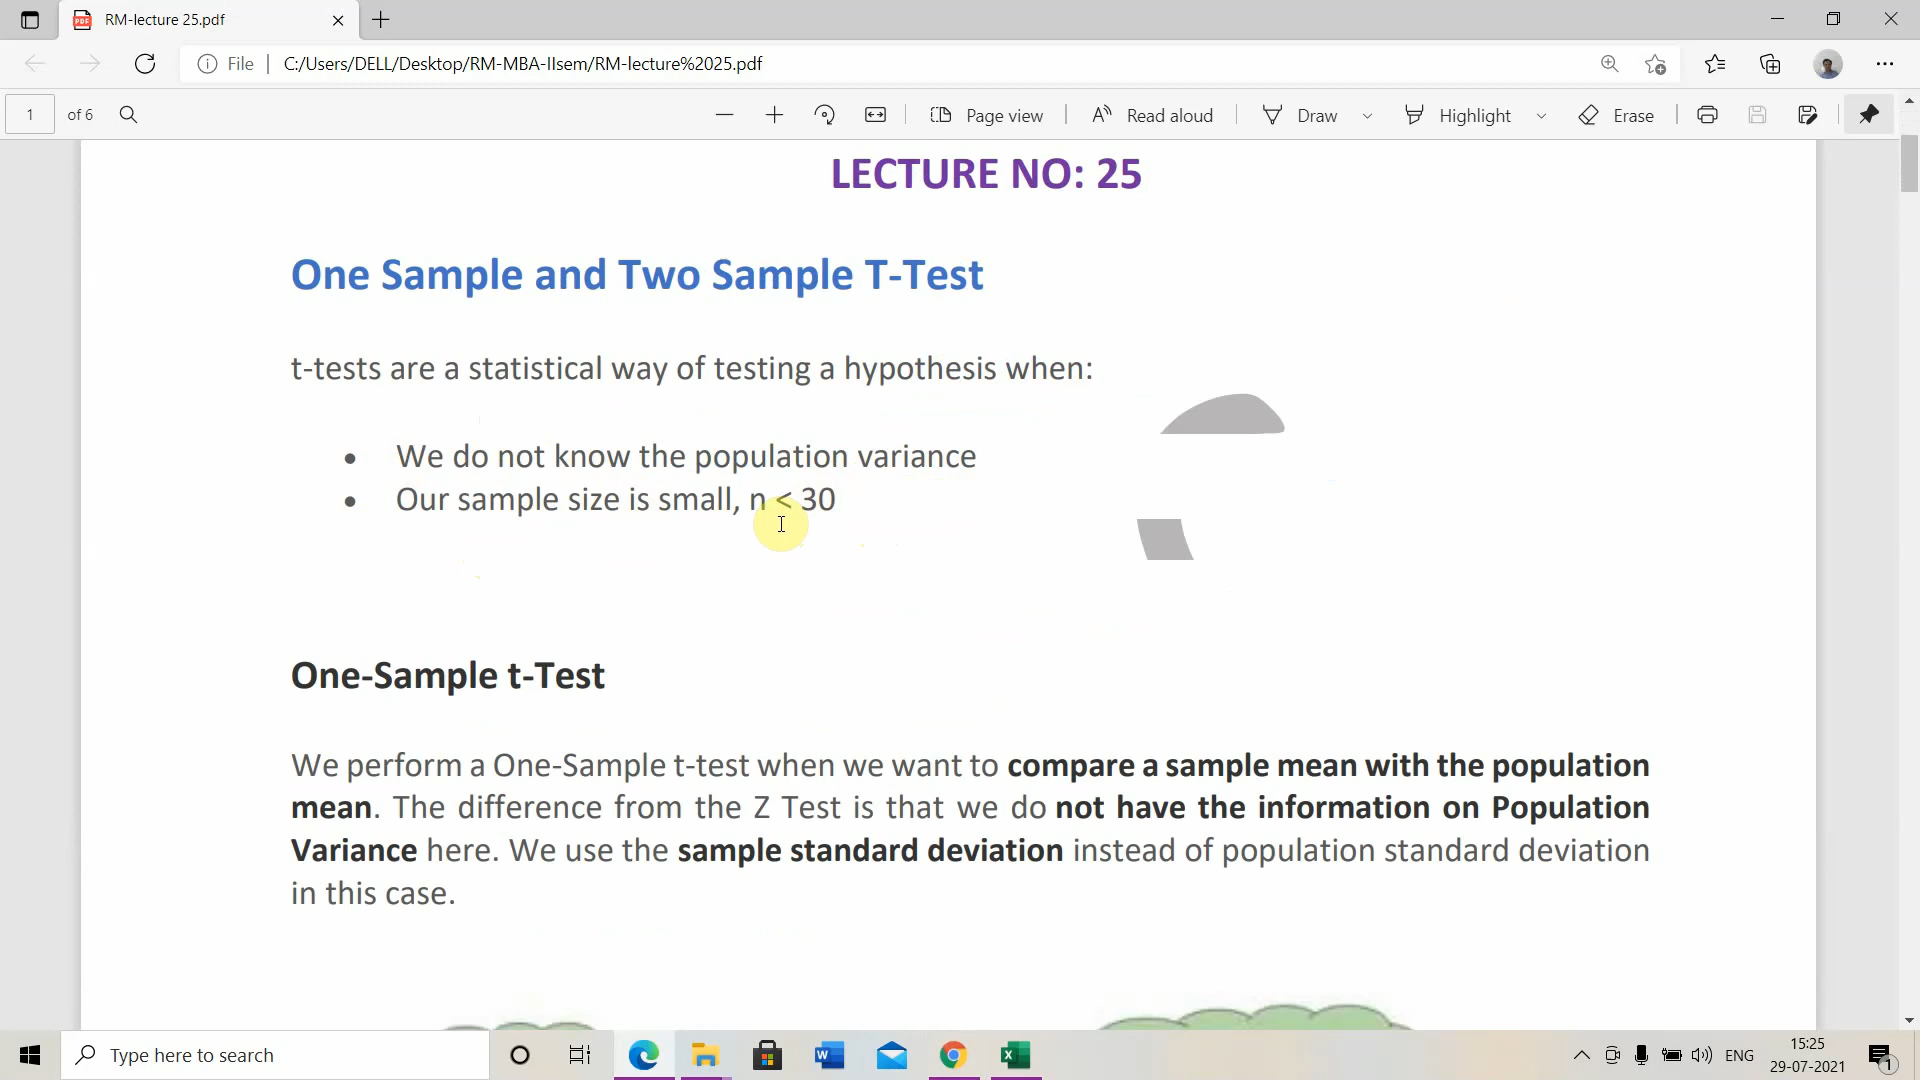 RM-lecture 25.pdf
File
C:/Users/DELL/Desktop/RM-MBA-IIsem/RM-lecture%2025.pdf
1 of 6
Page view
Read aloud
Draw
Highlight
Erase
LECTURE NO: 25
One Sample and Two Sample T-Test
t-tests are a statistical way of testing a hypothesis when:
• We do not know the population variance
• Our sample size is small, n < 30
One-Sample t-Test
We perform a One-Sample t-test when we want to compare a sample mean with the population
mean. The difference from the Z Test is that we do not have the information on Population
Variance here. We use the sample standard deviation instead of population standard deviation
in this case.
Type here to search
ENG
15:25
29-07-2021
1